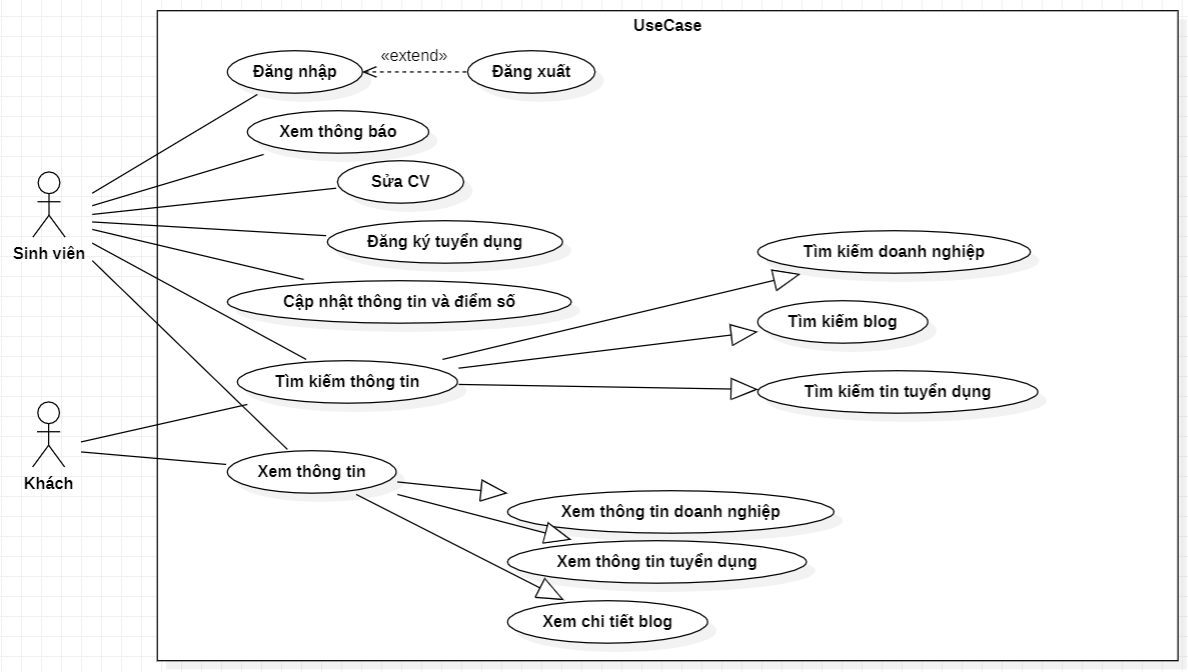 UseCase
«extend»
Đăng nhập
Đăng xuất
Xem thông báo
Sửa CV
Sinh viên
Đăng ký tuyển dụng
Tìm kiếm doanh nghiệp
Cập nhật thông tin và điểm số
Tìm kiếm blog
Tìm kiếm thông tin
Tìm kiếm tin tuyển dụng
Khách
Xem thông tin
Xem thông tin doanh nghiệp
Xem thông tin tuyển dụng
Xem chi tiết blog